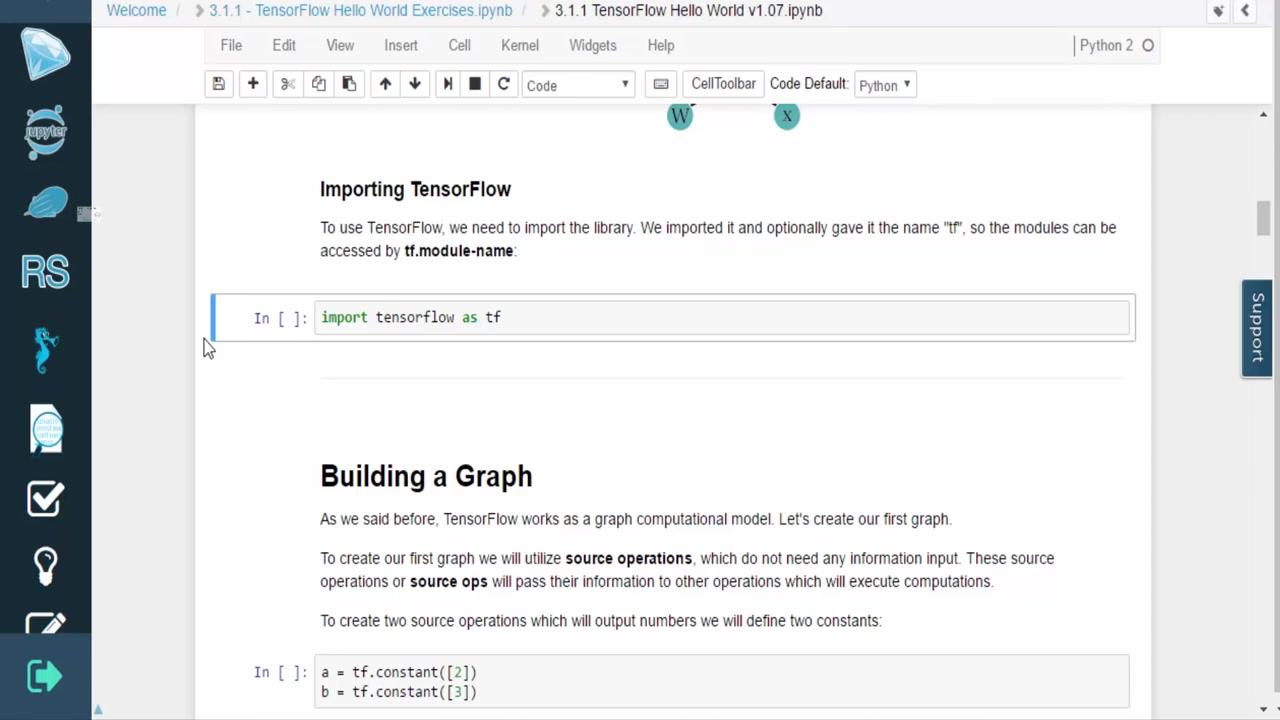 Welcome / 3.1.1 - TensorFlow Hello World Exercises.ipynb / 3.1.1 TensorFlow Hello World v1.07.ipynb
File Edit View Insert Cell Kernel Widgets Help Python 2
Code CellToolbar Code Default: Python
jupyter
W x
Importing TensorFlow
To use TensorFlow, we need to import the library. We imported it and optionally gave it the name "tf", so the modules can be
accessed by tf.module-name:
RS
In [ ]: import tensorflow as tf
Support
Building a Graph
As we said before, TensorFlow works as a graph computational model. Let's create our first graph.
To create our first graph we will utilize source operations, which do not need any information input. These source
operations or source ops will pass their information to other operations which will execute computations.
To create two source operations which will output numbers we will define two constants:
In [ ]: a = tf.constant([2])
b = tf.constant([3])